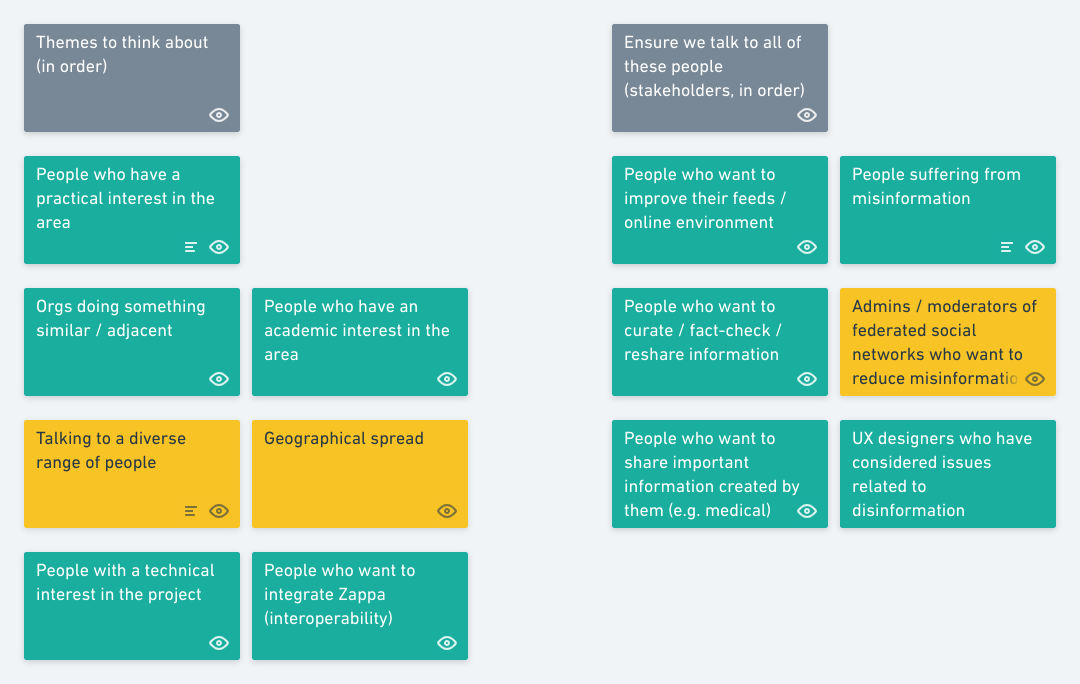 Themes to think about
(in order)
People who have a
practical interest in the
area
Orgs doing something
similar / adjacent
People who have an
academic interest in the
area
Talking to a diverse
range of people
Geographical spread
People with a technical
interest in the project
People who want to
integrate Zappa
(interoperability)
Ensure we talk to all of
these people
(stakeholders, in order)
People who want to
improve their feeds /
online environment
People suffering from
misinformation
People who want to
curate / fact-check /
reshare information
Admins / moderators of
federated social
networks who want to
reduce misinformatio
People who want to
share important
information created by
them (e.g. medical)
UX designers who have
considered issues
related to
disinformation